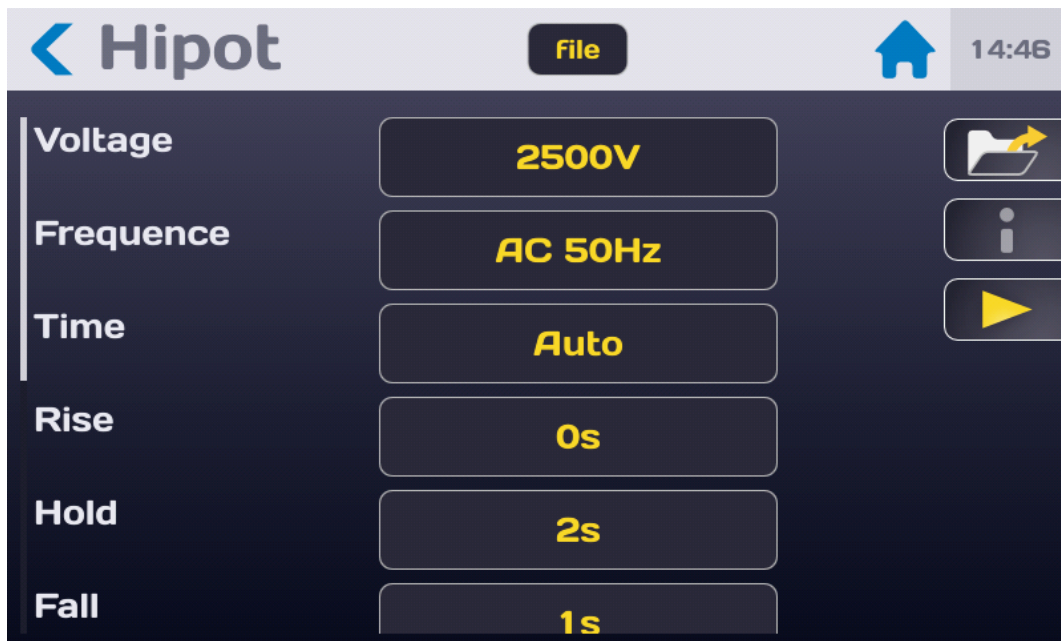 Hipot
File
14:46
Voltage
2500V
Frequence
AC 50Hz
Time
Auto
Rise
0s
Hold
2s
Fall
1s